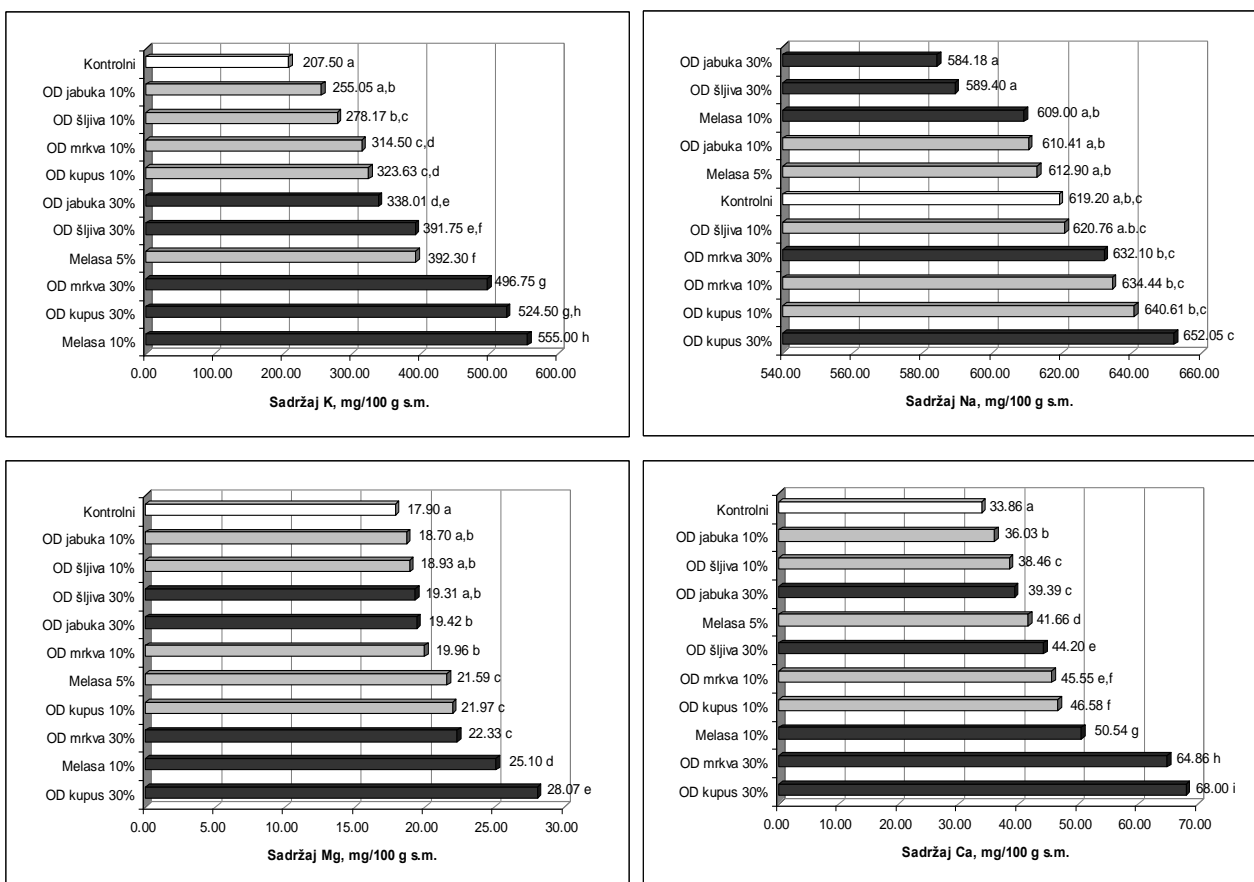 Kontrolni 207.50 a
OD jabuka 10% 255.05 a,b
OD šljiva 10% 278.17 b,c
OD mrkva 10% 314.50 c,d
OD kupus 10% 323.63 c,d
OD jabuka 30% 338.01 d,e
OD šljiva 30% 391.75 e,f
Melasa 5% 392.30 f
OD mrkva 30% 496.75 g
OD kupus 30% 524.50 g,h
Melasa 10% 555.00 h
0.00 100.00 200.00 300.00 400.00 500.00 600.00
Sadržaj K, mg/100 g s.m.
OD jabuka 30% 584.18 a
OD šljiva 30% 589.40 a
Melasa 10% 609.00 a,b
OD jabuka 10% 610.41 a,b
Melasa 5% 612.90 a,b
Kontrolni 619.20 a,b,c
OD šljiva 10% 620.76 a.b.c
OD mrkva 30% 632.10 b,c
OD mrkva 10% 634.44 b,c
OD kupus 10% 640.61 b,c
OD kupus 30% 652.05 c
540.00 560.00 580.00 600.00 620.00 640.00 660.00
Sadržaj Na, mg/100 g s.m.
Kontrolni 17.90 a
OD jabuka 10% 18.70 a,b
OD šljiva 10% 18.93 a,b
OD šljiva 30% 19.31 a,b
OD jabuka 30% 19.42 b
OD mrkva 10% 19.96 b
Melasa 5% 21.59 c
OD kupus 10% 21.97 c
OD mrkva 30% 22.33 c
Melasa 10% 25.10 d
OD kupus 30% 28.07 e
0.00 5.00 10.00 15.00 20.00 25.00 30.00
Sadržaj Mg, mg/100 g s.m.
Kontrolni 33.86 a
OD jabuka 10% 36.03 b
OD šljiva 10% 38.46 c
OD jabuka 30% 39.39 c
Melasa 5% 41.66 d
OD šljiva 30% 44.20 e
OD mrkva 10% 45.55 e,f
OD kupus 10% 46.58 f
Melasa 10% 50.54 g
OD mrkva 30% 64.86 h
OD kupus 30% 68.00 i
0.00 10.00 20.00 30.00 40.00 50.00 60.00 70.00
Sadržaj Ca, mg/100 g s.m.